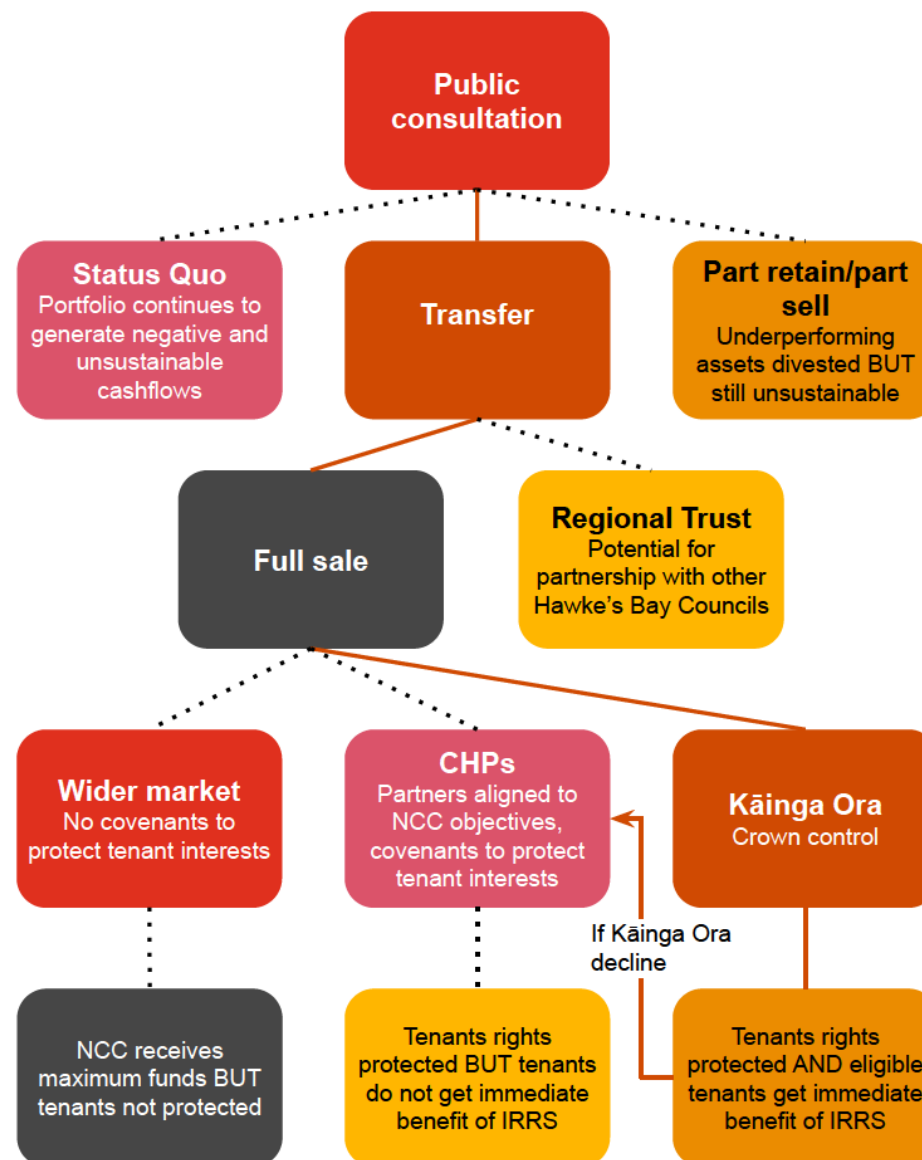 Public
consultation
Status Quo
Portfolio continues to
generate negative and
unsustainable
cashflows
Transfer
Part retain/part
sell
Underperforming
assets divested BUT
still unsustainable
Full sale
Regional Trust
Potential for
partnership with other
Hawke's Bay Councils
Wider market
No covenants to
protect tenant interests
CHPs
Partners aligned to
NCC objectives,
covenants to protect
tenant interests
Kāinga Ora
Crown control
If Kāinga Ora
decline
NCC receives
maximum funds BUT
tenants not protected
Tenants rights
protected BUT tenants
do not get immediate
benefit of IRRS
Tenants rights
protected AND eligible
tenants get immediate
benefit of IRRS